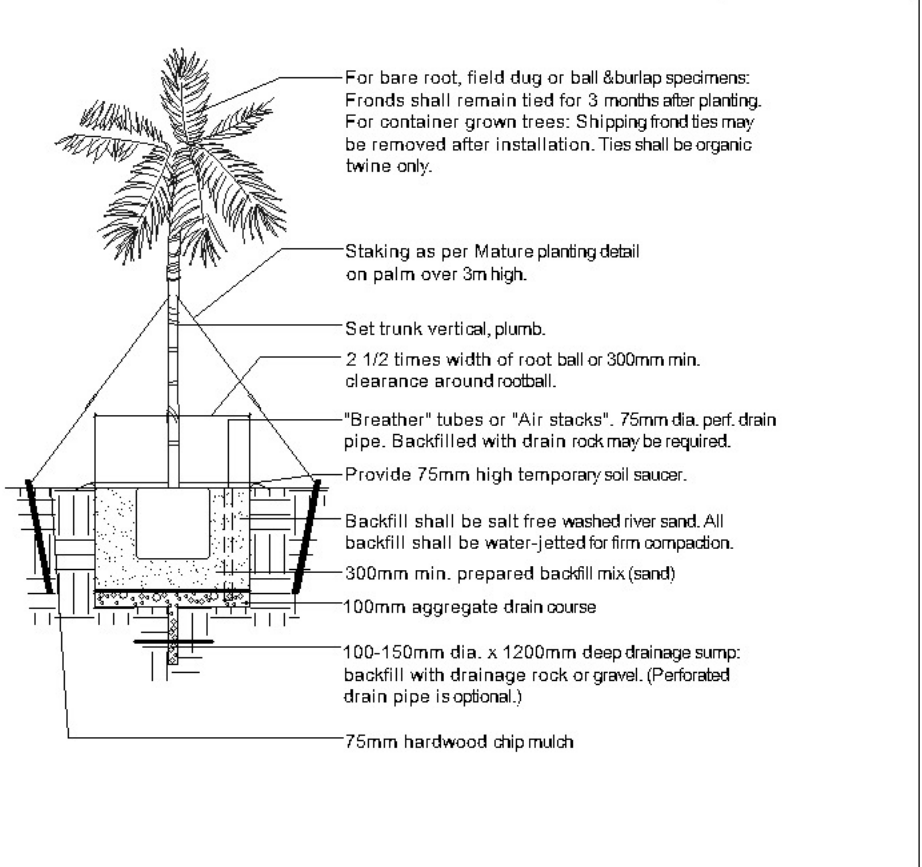 For bare root, field dug or ball &burlap specimens:
Fronds shall remain tied for 3 months after planting.
For container grown trees: Shipping frond ties may
be removed after installation. Ties shall be organic
twine only.
Staking as per Mature planting detail
on palm over 3m high.
Set trunk vertical, plumb.
2 1/2 times width of root ball or 300mm min.
clearance around rootball.
"Breather" tubes or "Air stacks". 75mm dia. perf. drain
pipe. Backfilled with drain rock may be required.
Provide 75mm high temporary soil saucer.
Backfill shall be salt free washed river sand. All
backfill shall be water-jetted for firm compaction.
300mm min. prepared backfill mix (sand)
100mm aggregate drain course
100-150mm dia. x 1200mm deep drainage sump:
backfill with drainage rock or gravel. (Perforated
drain pipe is optional.)
75mm hardwood chip mulch